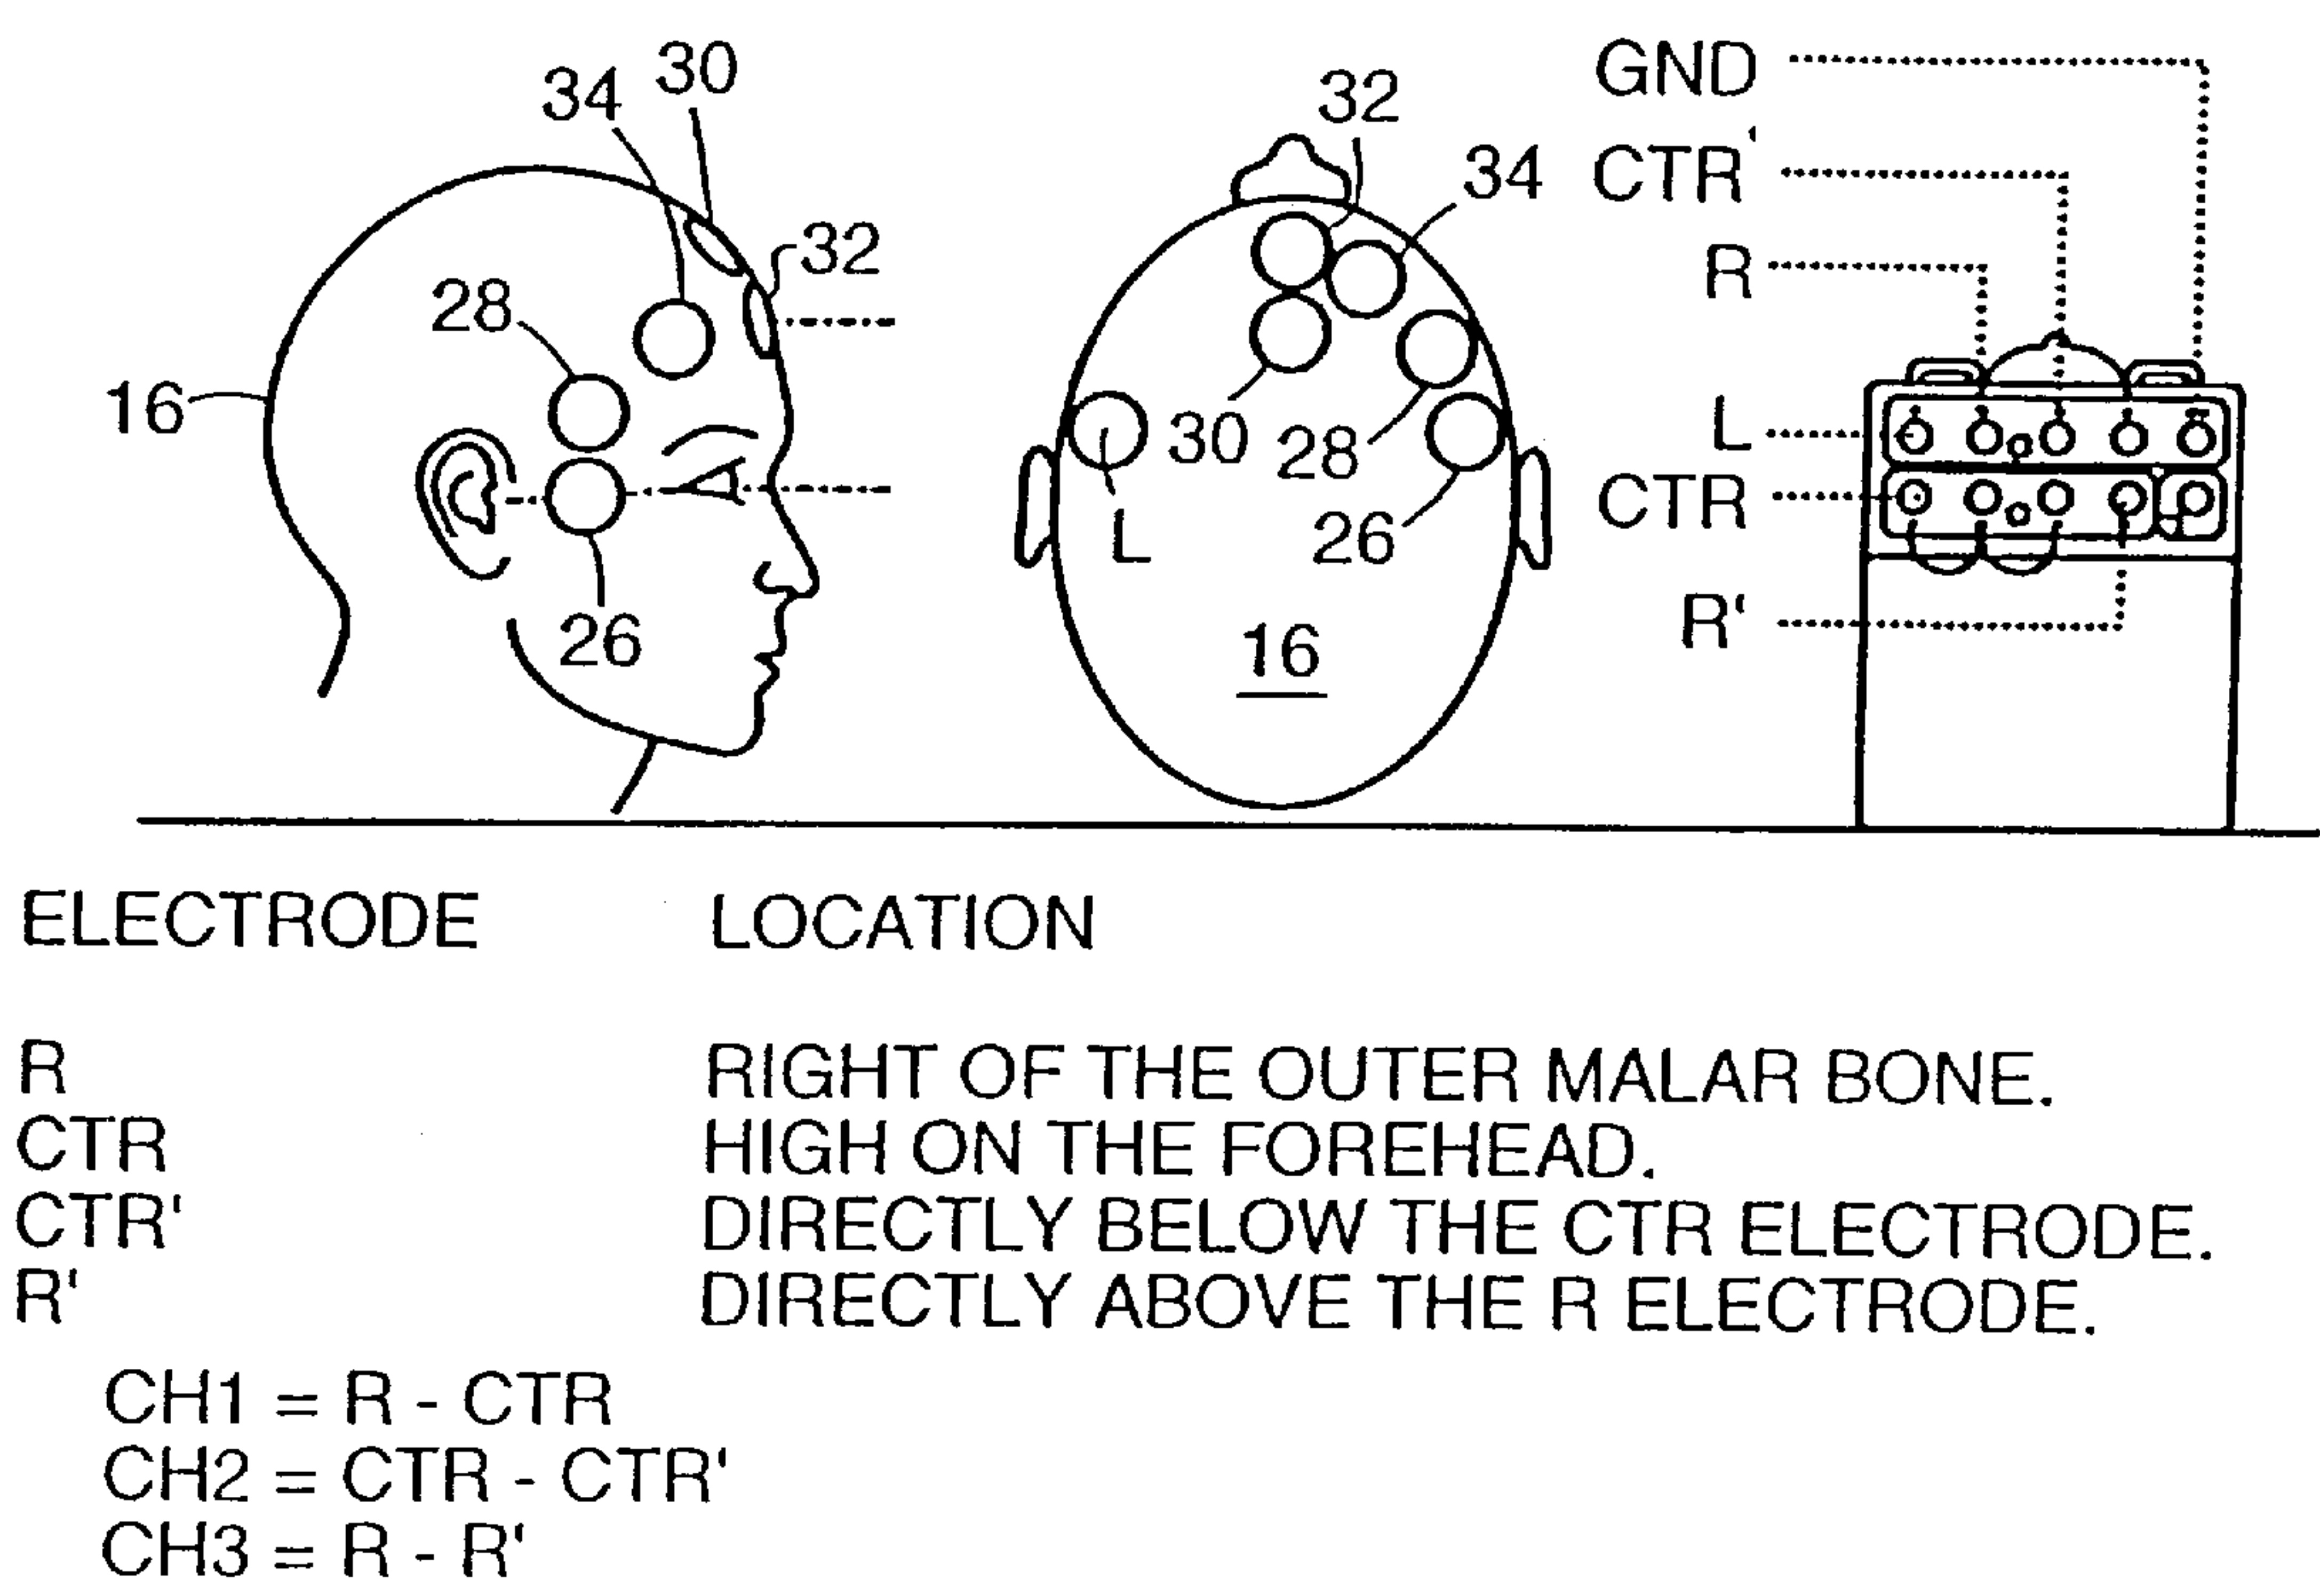 34 30
32
28
16
26
32
34
30
28
26
L
16
GND
CTR'
R
L
CTR
R'
ELECTRODE LOCATION
R RIGHT OF THE OUTER MALAR BONE.
CTR HIGH ON THE FOREHEAD.
CTR' DIRECTLY BELOW THE CTR ELECTRODE.
R' DIRECTLY ABOVE THE R ELECTRODE.
CH1 = R - CTR
CH2 = CTR - CTR'
CH3 = R - R'